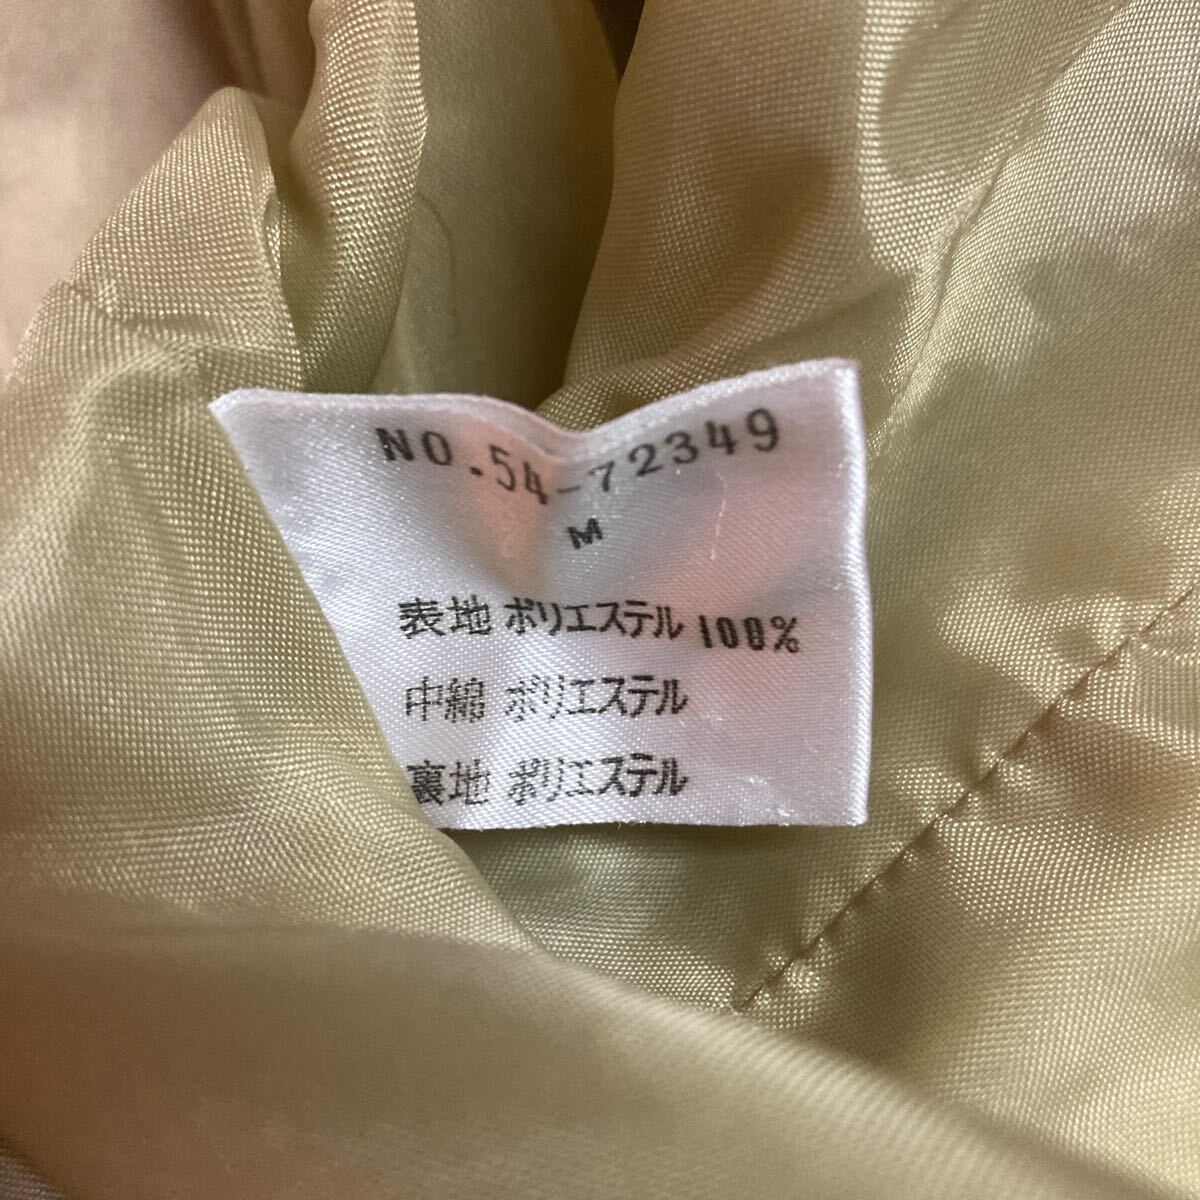 NO.54-72349
M
表地 ポリエステル 100%
中綿 ポリエステル
裏地 ポリエステル